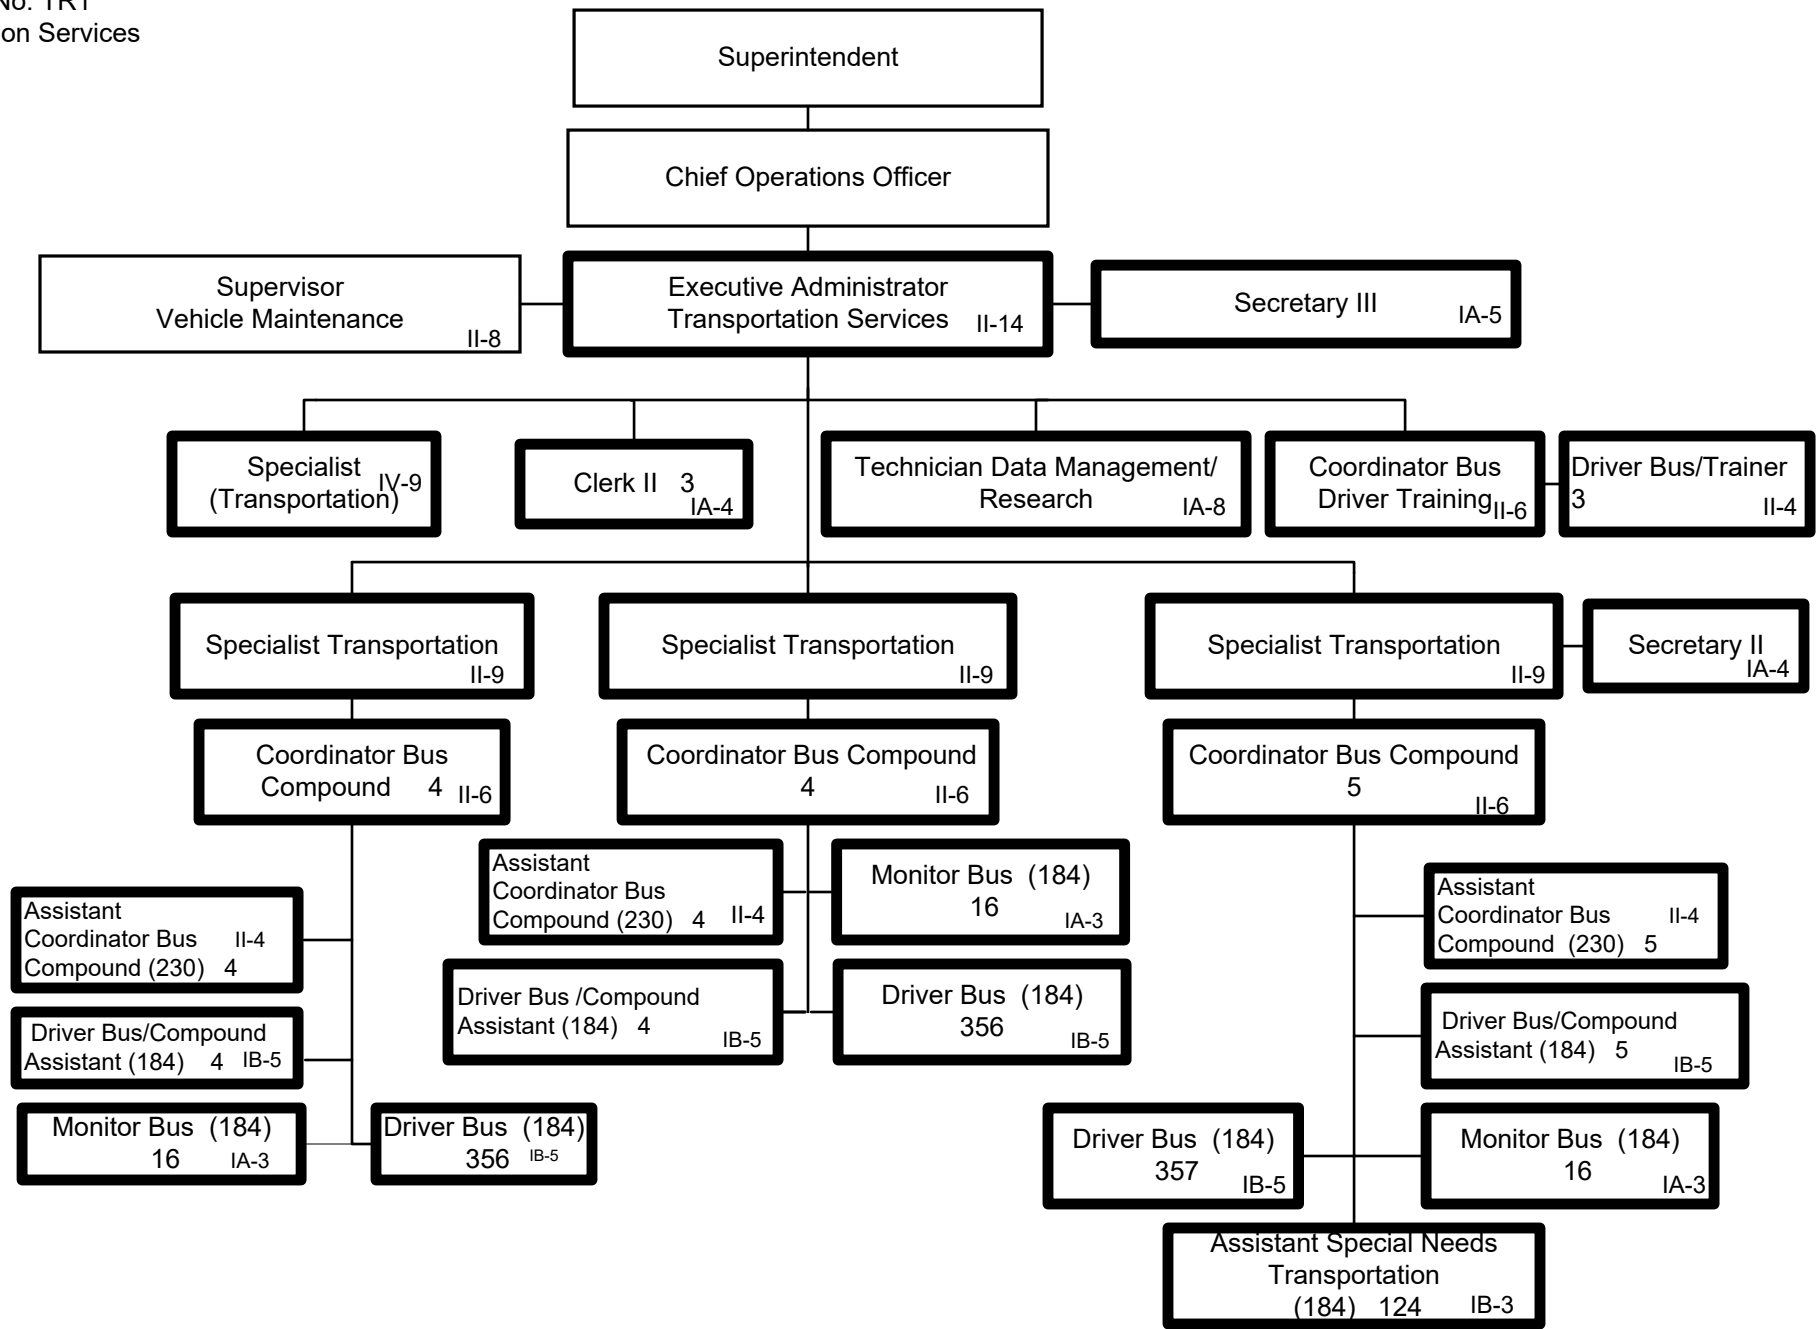 No. TRT
on Services
Superintendent
Chief Operations Officer
Supervisor
Vehicle Maintenance
II-8
Executive Administrator
Transportation Services II-14
Secretary III
IA-5
Specialist
(Transportation) IV-9
Clerk II 3
IA-4
Technician Data Management/
Research IA-8
Coordinator Bus
Driver Training II-6
Driver Bus/Trainer
3 II-4
Specialist Transportation
II-9
Specialist Transportation
II-9
Specialist Transportation
II-9
Secretary II
IA-4
Coordinator Bus
Compound 4 II-6
Coordinator Bus Compound
4 II-6
Coordinator Bus Compound
5
II-6
Assistant
Coordinator Bus II-4
Compound (230) 4
Driver Bus/Compound
Assistant (184) 4 IB-5
Monitor Bus (184)
16 IA-3
Driver Bus (184)
356 IB-5
Assistant
Coordinator Bus
Compound (230) 4 II-4
Monitor Bus (184)
16
IA-3
Driver Bus /Compound
Assistant (184) 4
IB-5
Driver Bus (184)
356
IB-5
Assistant
Coordinator Bus II-4
Compound (230) 5
Driver Bus/Compound
Assistant (184) 5
IB-5
Driver Bus (184)
357
IB-5
Monitor Bus (184)
16
IA-3
Assistant Special Needs
Transportation
(184) 124 IB-3